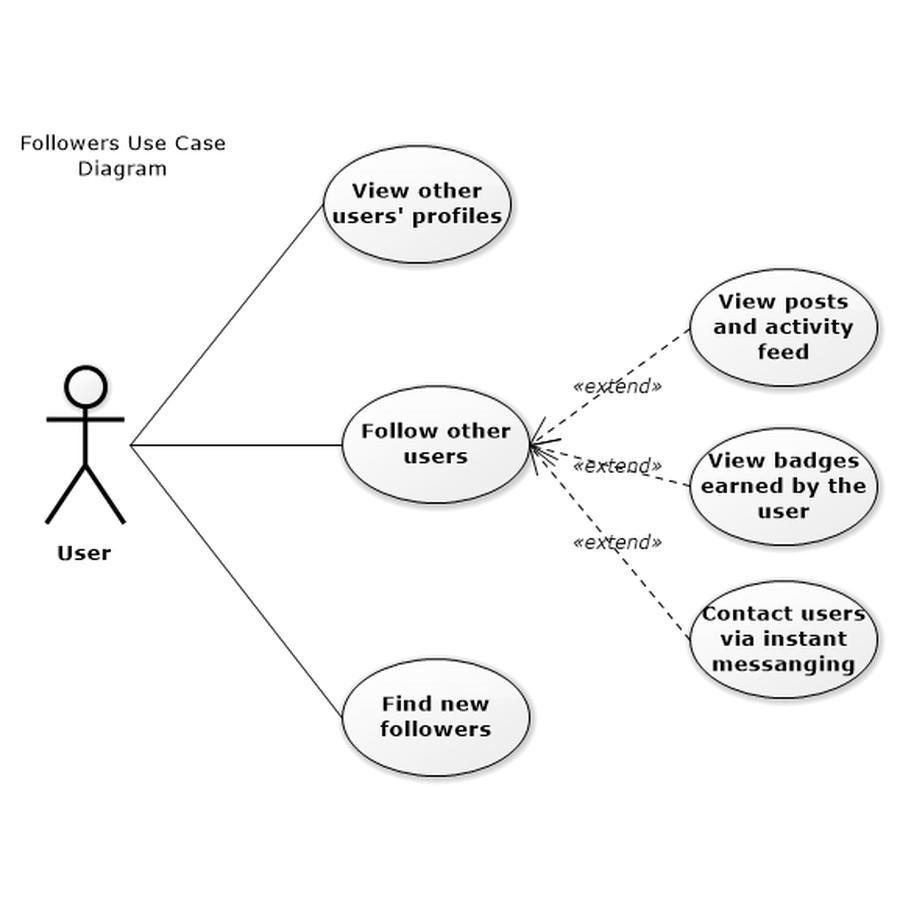 Followers Use Case
Diagram
View other
users' profiles
View posts
and activity
feed
«extend»
Follow other
users
«extend»
View badges
earned by the
user
«extend»
User
Contact users
via instant
messanging
Find new
followers